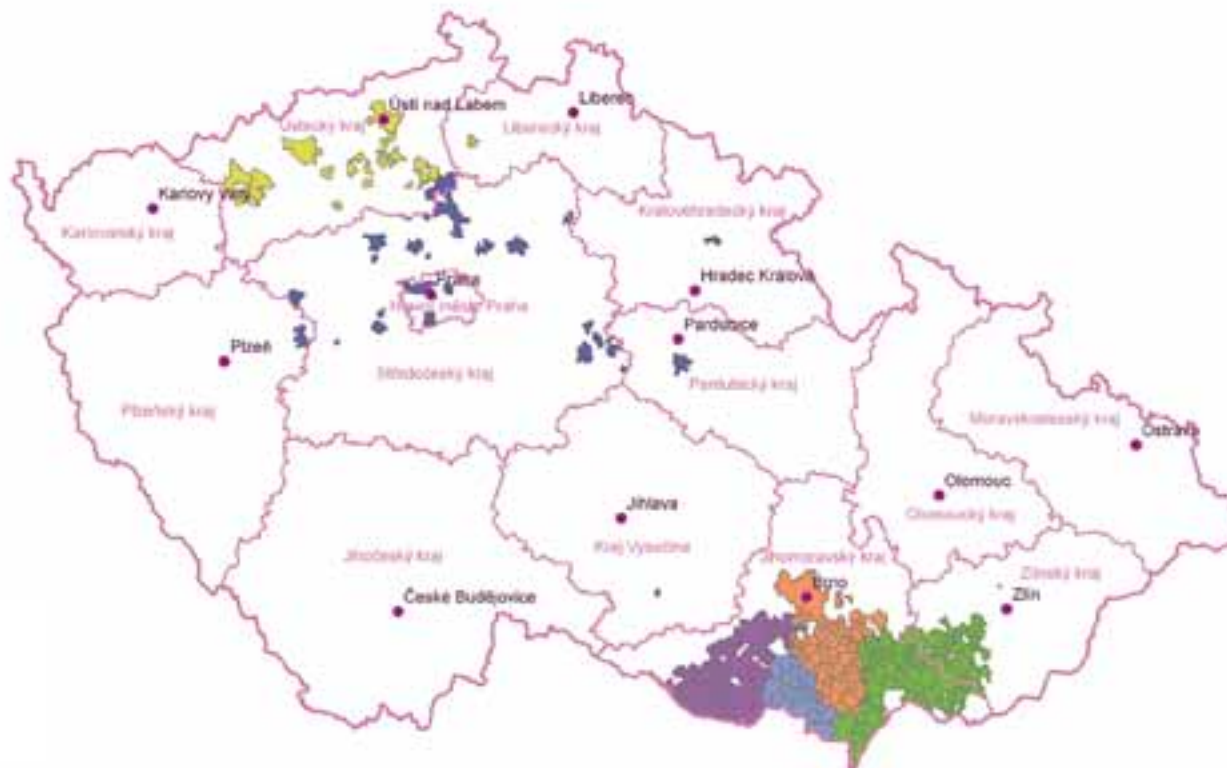 Ústí nad Labem
Ústecký kraj
Liberec
Liberecký kraj
Karlovy Vary
Karlovarský kraj
Královéhradecký kraj
Hradec Králové
Praha
Hlavní město Praha
Pardubice
Pardubický kraj
Plzeň
Plzeňský kraj
Středočeský kraj
Moravskoslezský kraj
Ostrava
Olomouc
Olomoucký kraj
Jihlava
Kraj Vysočina
Jihočeský kraj
České Budějovice
Jihomoravský kraj
Brno
Zlínský kraj
Zlín